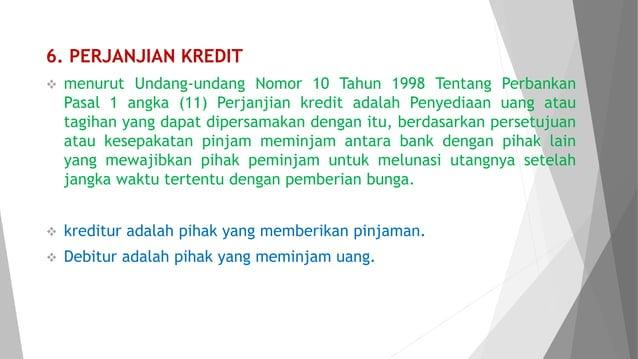 6. PERJANJIAN KREDIT
❖ menurut Undang-undang Nomor 10 Tahun 1998 Tentang Perbankan
Pasal 1 angka (11) Perjanjian kredit adalah Penyediaan uang atau
tagihan yang dapat dipersamakan dengan itu, berdasarkan persetujuan
atau kesepakatan pinjam meminjam antara bank dengan pihak lain
yang mewajibkan pihak peminjam untuk melunasi utangnya setelah
jangka waktu tertentu dengan pemberian bunga.
❖ kreditur adalah pihak yang memberikan pinjaman.
❖ Debitur adalah pihak yang meminjam uang.